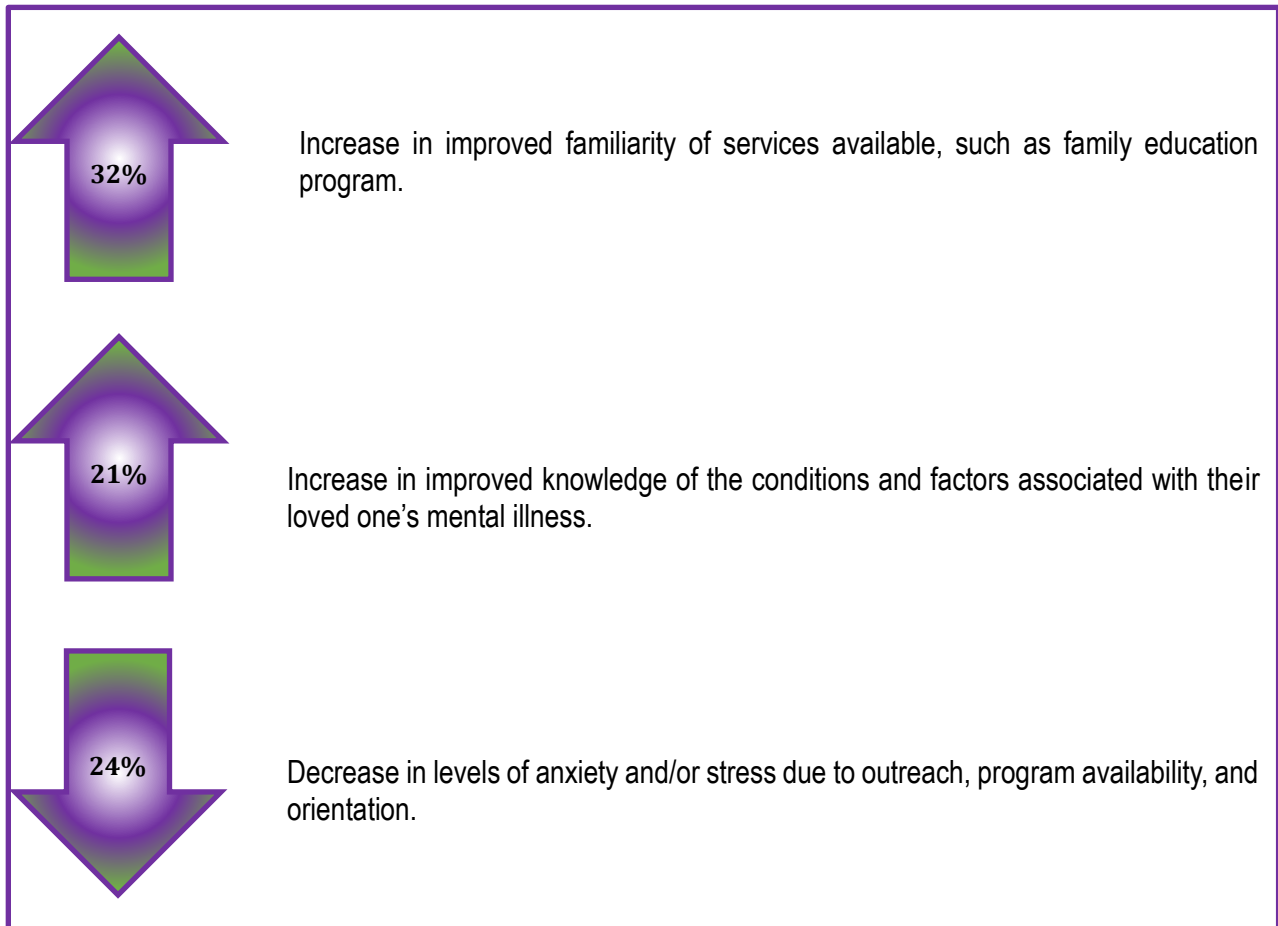 32%
Increase in improved familiarity of services available, such as family education
program.
21%
Increase in improved knowledge of the conditions and factors associated with their
loved one’s mental illness.
24%
Decrease in levels of anxiety and/or stress due to outreach, program availability, and
orientation.